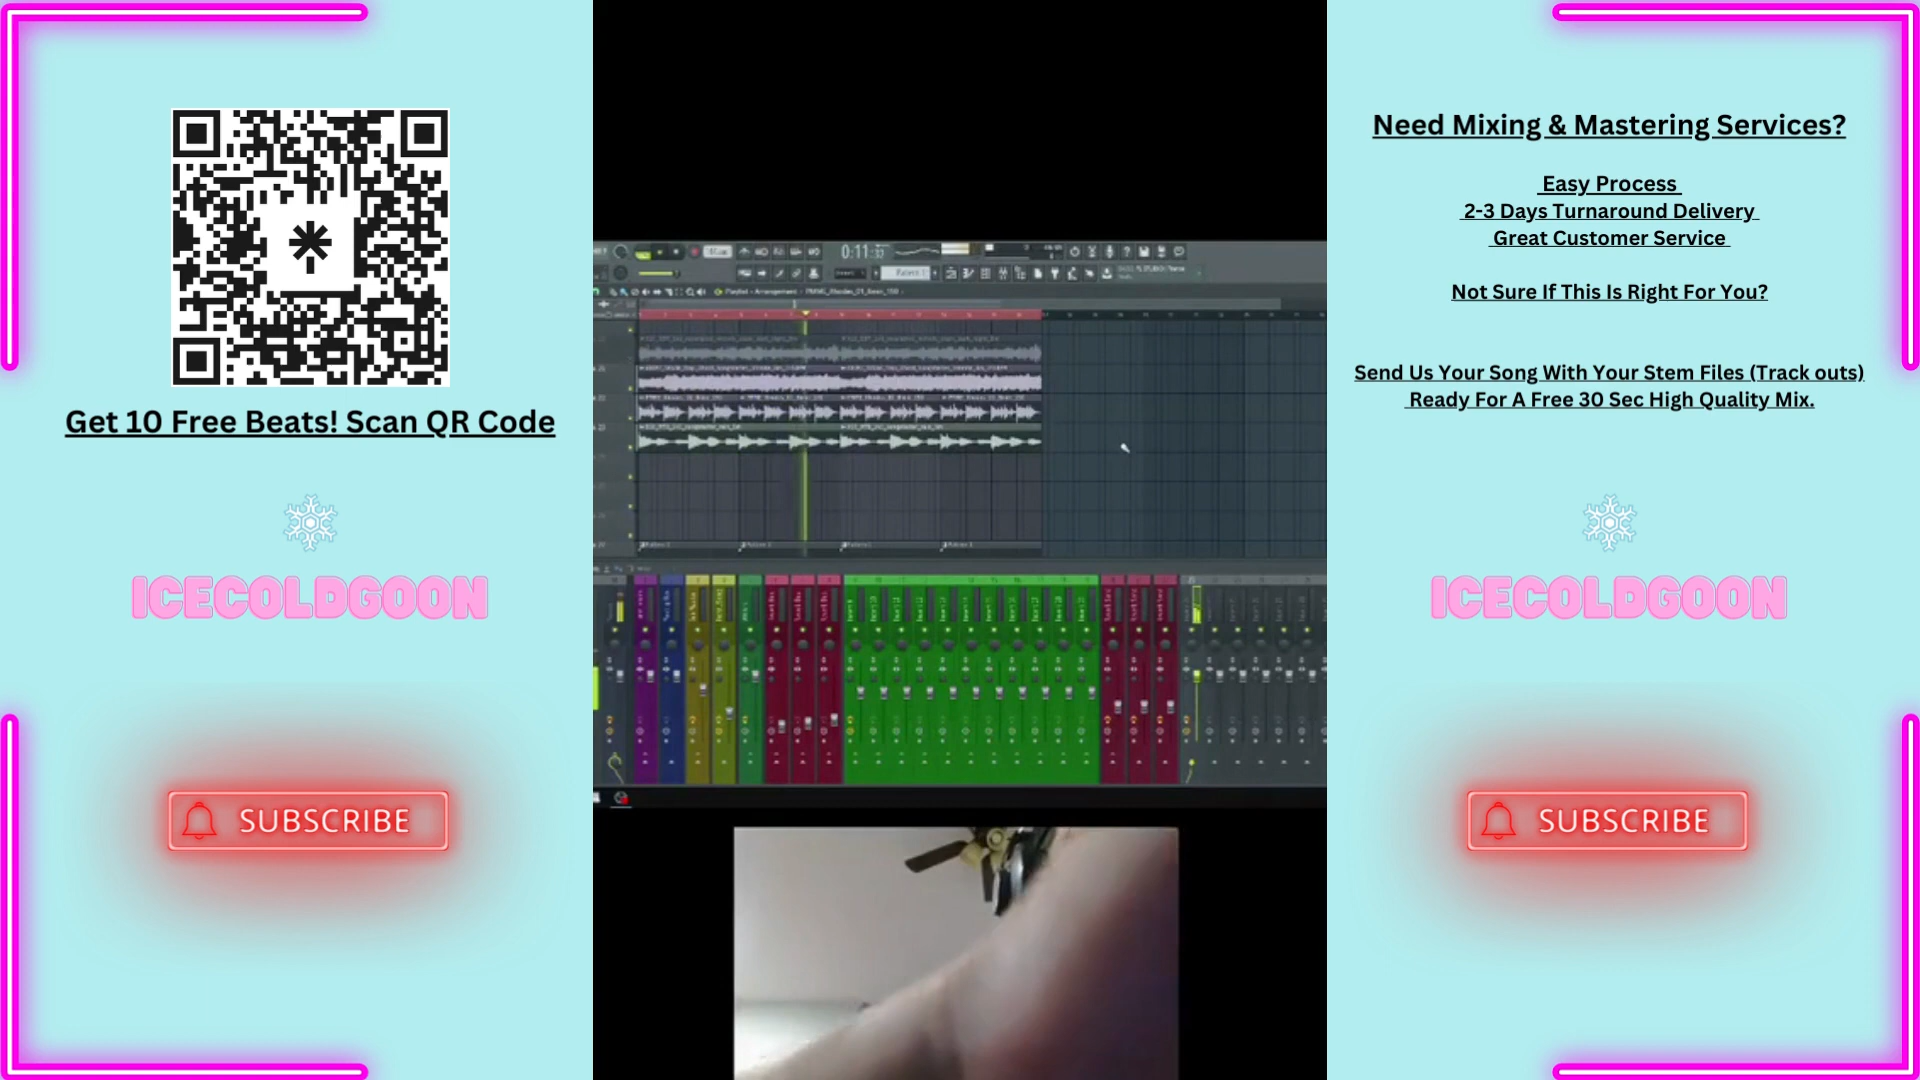 Get 10 Free Beats! Scan QR Code
ICECOLDGOON
SUBSCRIBE
0:11
Playlist - Arrangement
Need Mixing & Mastering Services?
Easy Process
2-3 Days Turnaround Delivery
Great Customer Service
Not Sure If This Is Right For You?
Send Us Your Song With Your Stem Files (Track outs)
Ready For A Free 30 Sec High Quality Mix.
ICECOLDGOON
SUBSCRIBE